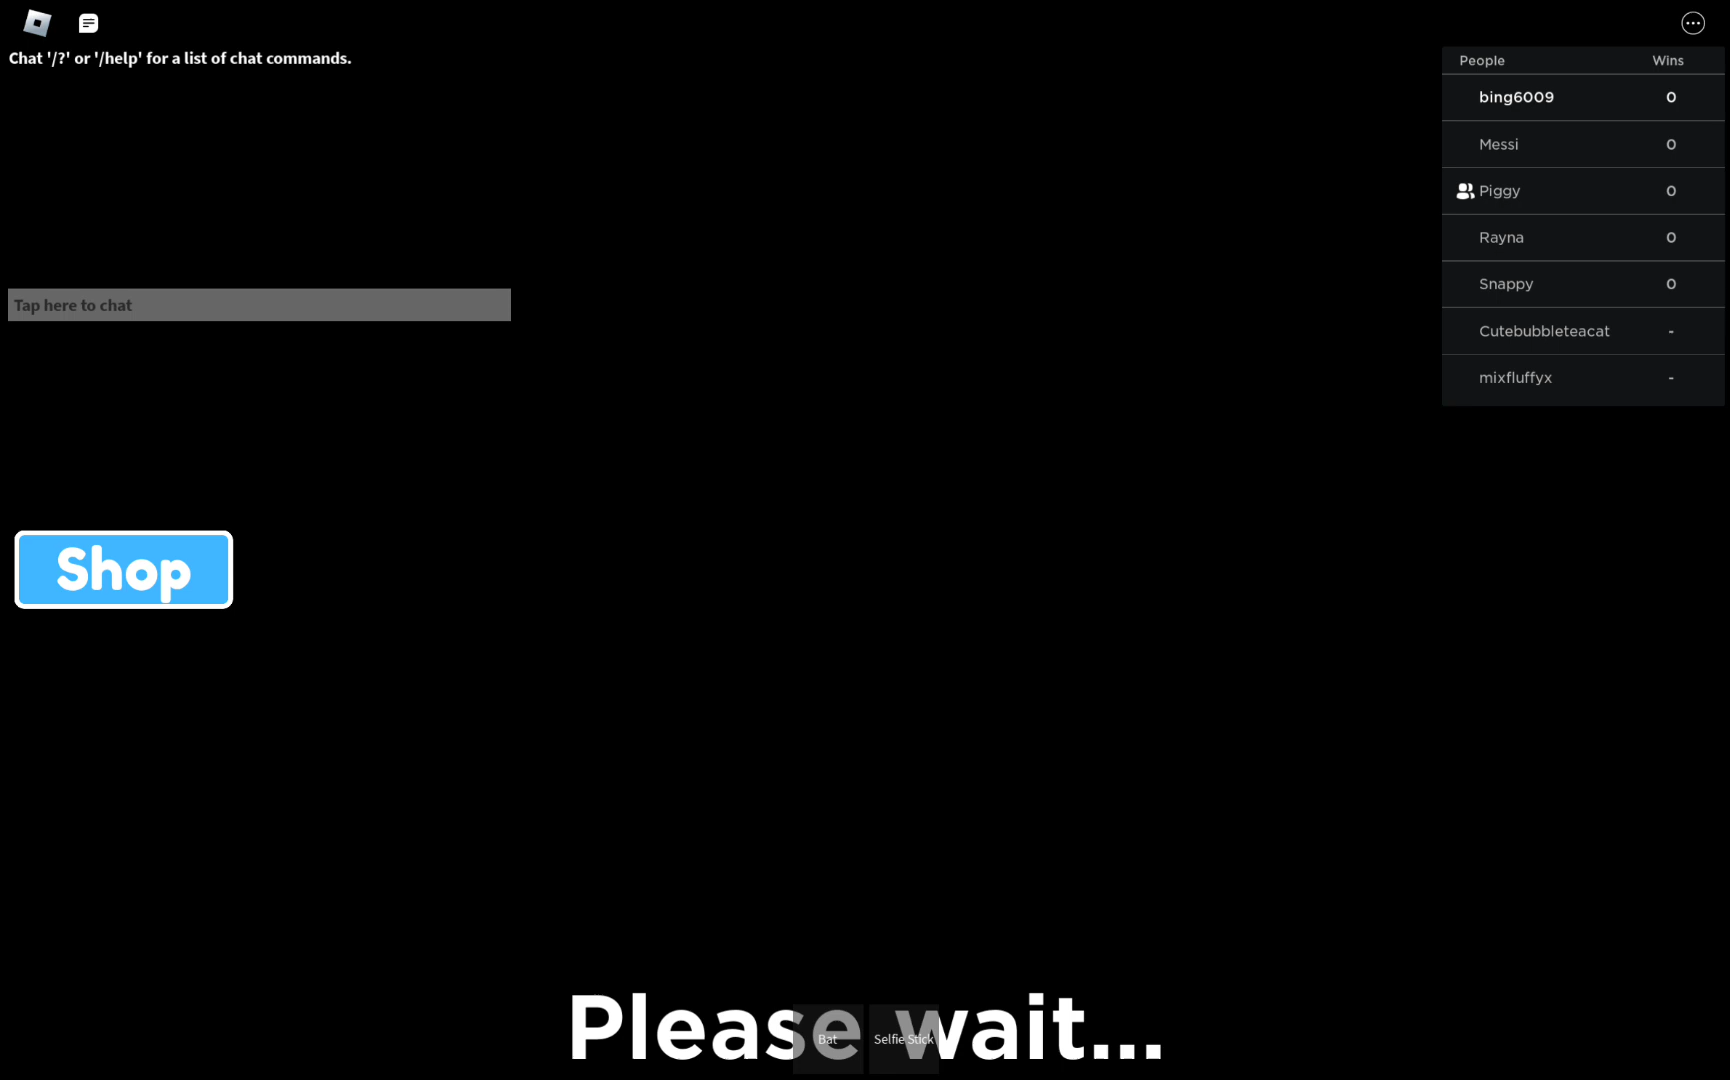 Chat '/?' or '/help' for a list of chat commands.
People Wins
bing6009 0
Messi 0
Piggy 0
Rayna 0
Snappy 0
Cutebubbleteacat -
mixfluffyx -
Tap here to chat
Shop
Please wait...
Bat
Selfie Stick